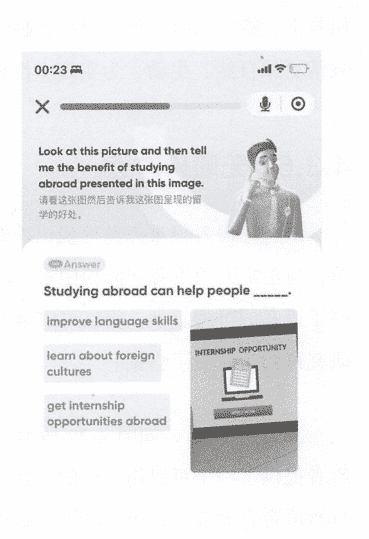 00:23
Look at this picture and then tell
me the benefit of studying
abroad presented in this image.
请看这张图然后告诉我这张图呈现的留
学的好处。
Answer
Studying abroad can help people _____.
improve language skills
learn about foreign
cultures
get internship
opportunities abroad
INTERNSHIP OPPORTUNITY